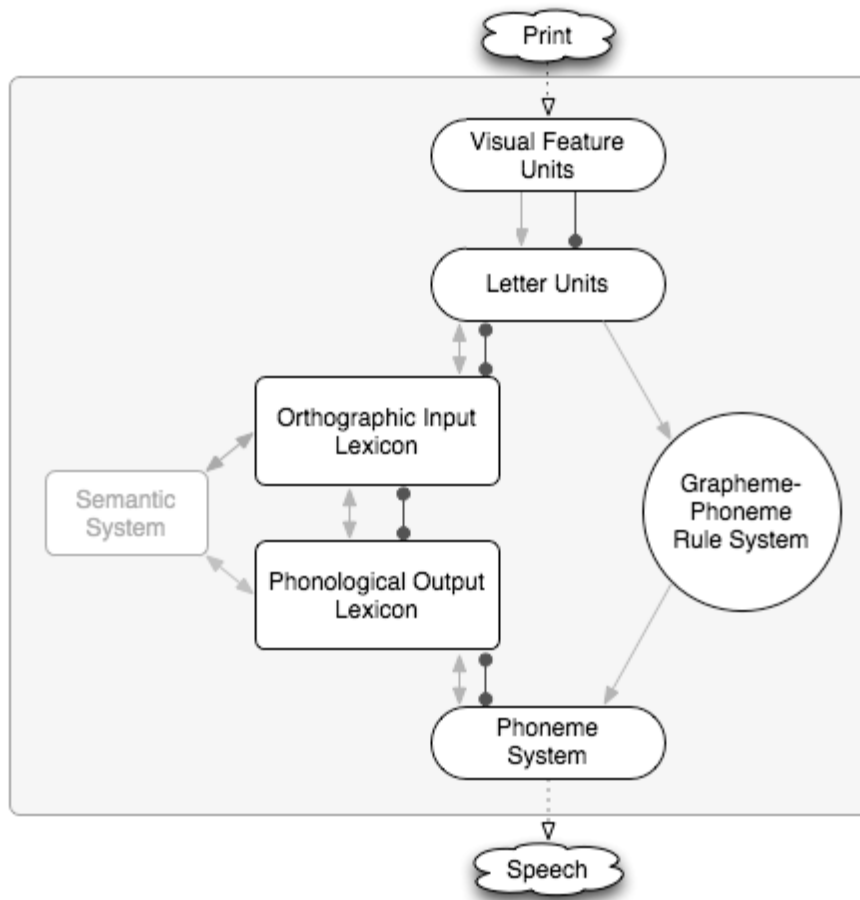 Print
Visual Feature
Units
Letter Units
Orthographic Input
Lexicon
Semantic
System
Grapheme-
Phoneme
Rule System
Phonological Output
Lexicon
Phoneme
System
Speech